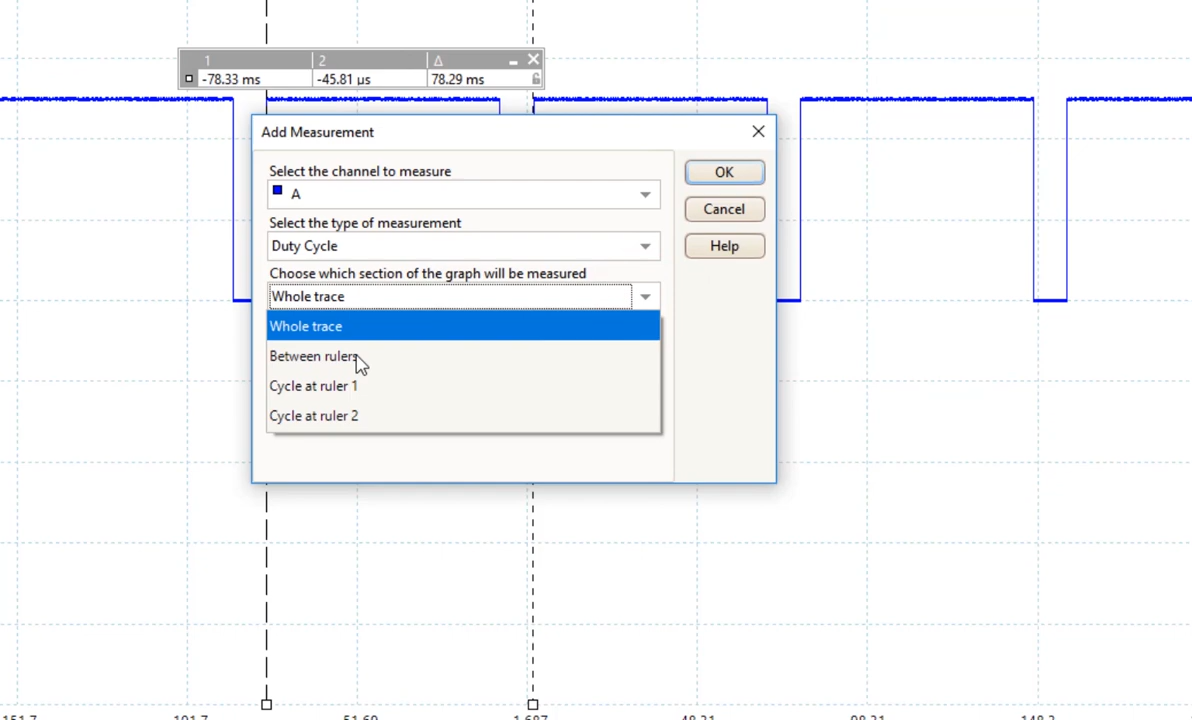 1 2 Δ
-78.33 ms -45.81 µs 78.29 ms
Add Measurement
Select the channel to measure
A
OK
Select the type of measurement
Cancel
Duty Cycle
Help
Choose which section of the graph will be measured
Whole trace
Whole trace
Between rulers
Cycle at ruler 1
Cycle at ruler 2
-151.7 -101.7 -51.69 -1.687 48.31 98.31 148.3